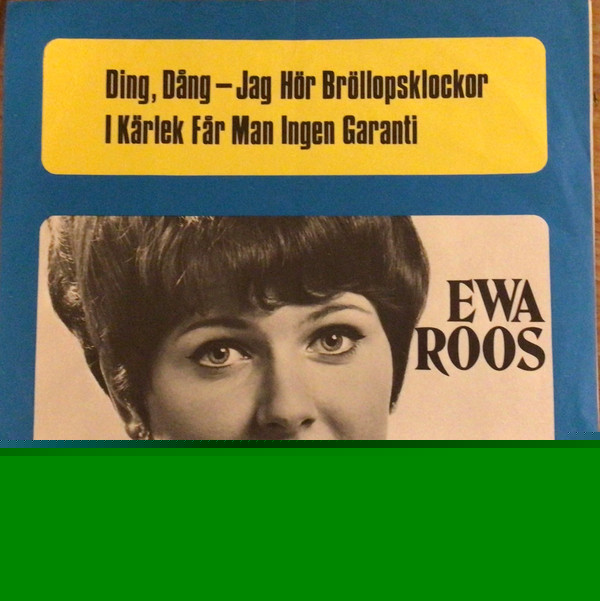 Ding, Dång – Jag Hör Bröllopsklockor
I Kärlek Får Man Ingen Garanti
EWA
ROOS